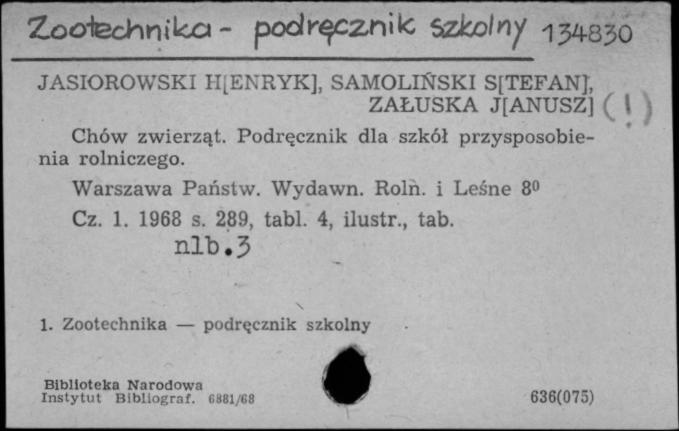 Zootechnika - podręcznik szkolny 134830
JASIOROWSKI H[ENRYK], SAMOLIŃSKI S[TEFAN],
ZAŁUSKA J[ANUSZ] (!)
Chów zwierząt. Podręcznik dla szkół przysposobie-
nia rolniczego.
Warszawa Państw. Wydawn. Roln. i Leśne 8⁰
Cz. 1. 1968 s. 289, tabl. 4, ilustr., tab.
nlb.3
1. Zootechnika — podręcznik szkolny
Biblioteka Narodowa
Instytut Bibliograf. 6881/68 636(075)